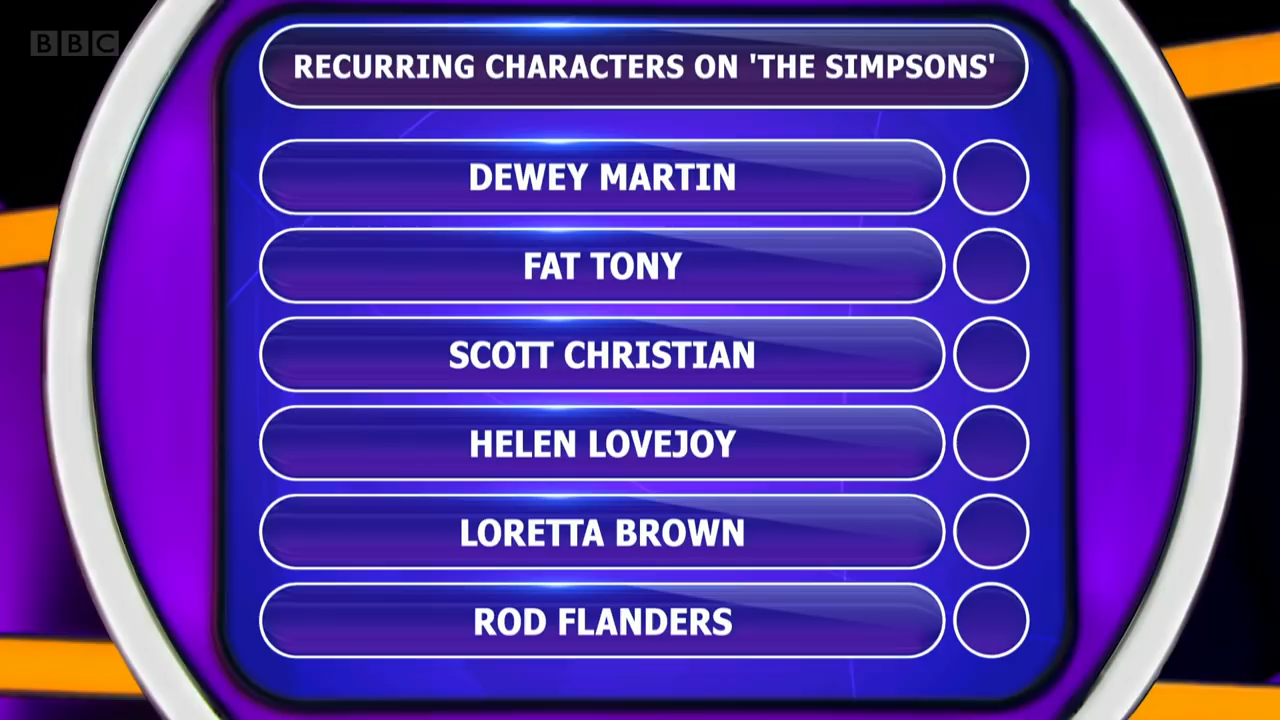 BBC
RECURRING CHARACTERS ON 'THE SIMPSONS'
DEWEY MARTIN
FAT TONY
SCOTT CHRISTIAN
HELEN LOVEJOY
LORETTA BROWN
ROD FLANDERS